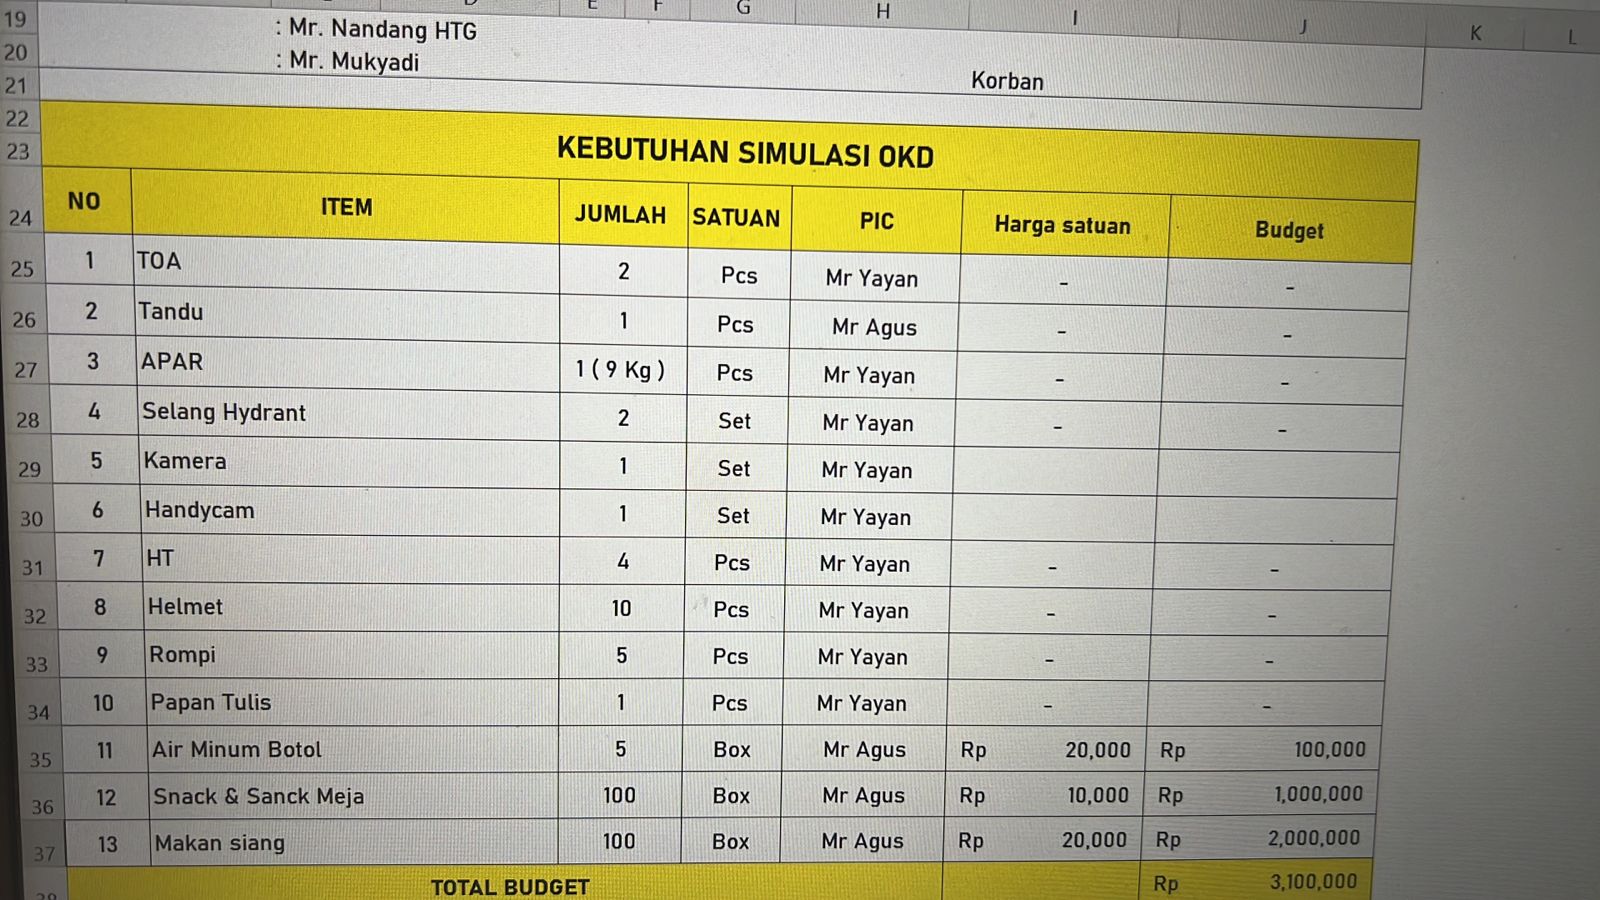 E F G H I J K L
19 : Mr. Nandang HTG
20 : Mr. Mukyadi
21 Korban
22
23 KEBUTUHAN SIMULASI OKD
24 NO ITEM JUMLAH SATUAN PIC Harga satuan Budget
25 1 TOA 2 Pcs Mr Yayan - -
26 2 Tandu 1 Pcs Mr Agus - -
27 3 APAR 1 ( 9 Kg ) Pcs Mr Yayan - -
28 4 Selang Hydrant 2 Set Mr Yayan - -
29 5 Kamera 1 Set Mr Yayan
30 6 Handycam 1 Set Mr Yayan
31 7 HT 4 Pcs Mr Yayan - -
32 8 Helmet 10 Pcs Mr Yayan - -
33 9 Rompi 5 Pcs Mr Yayan - -
34 10 Papan Tulis 1 Pcs Mr Yayan - -
35 11 Air Minum Botol 5 Box Mr Agus Rp 20,000 Rp 100,000
36 12 Snack & Sanck Meja 100 Box Mr Agus Rp 10,000 Rp 1,000,000
37 13 Makan siang 100 Box Mr Agus Rp 20,000 Rp 2,000,000
TOTAL BUDGET Rp 3,100,000